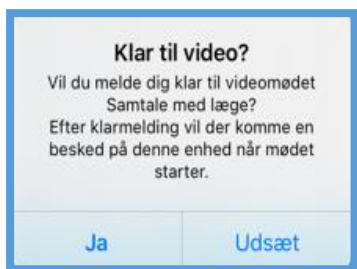 Klar til video?
Vil du melde dig klar til videomødet
Samtale med læge?
Efter klarmelding vil der komme en
besked på denne enhed når mødet
starter.
Ja
Udsæt